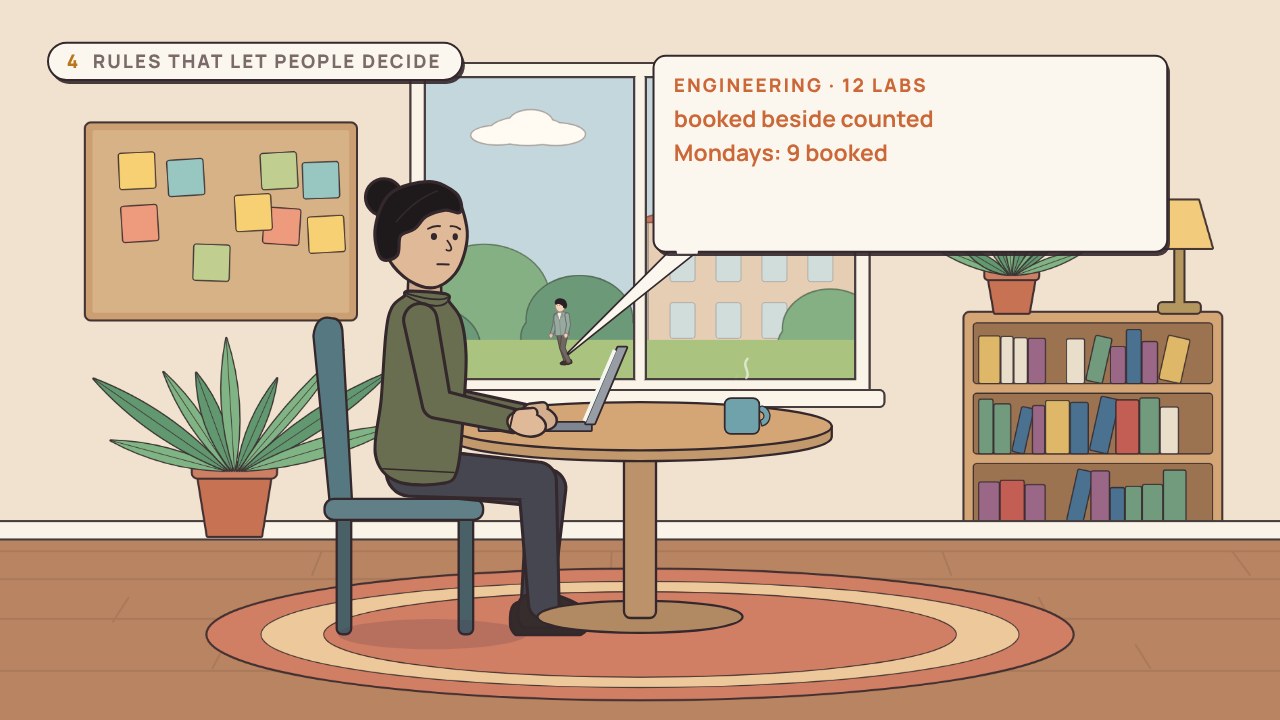 4 RULES THAT LET PEOPLE DECIDE
ENGINEERING · 12 LABS
booked beside counted
Mondays: 9 booked